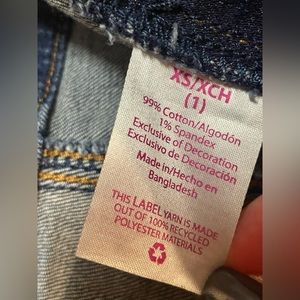 XS/XCH
(1)
99% Cotton/Algodón
1% Spandex
Exclusive of Decoration
Exclusivo de Decoración
Made in/Hecho en
Bangladesh
THIS LABEL YARN IS MADE
OUT OF 100% RECYCLED
POLYESTER MATERIALS